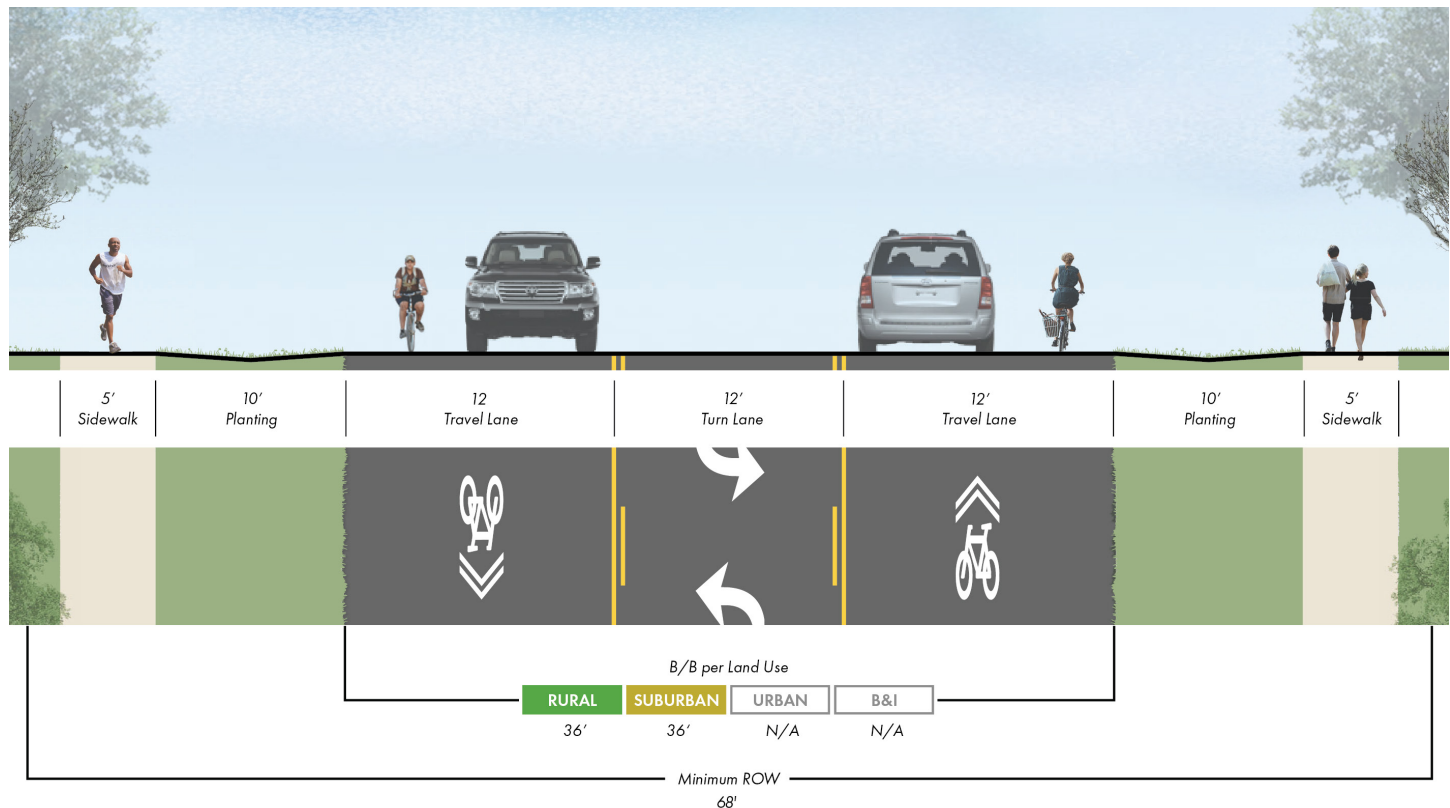 5’
Sidewalk
10’
Planting
12
Travel Lane
12’
Turn Lane
12’
Travel Lane
10’
Planting
5’
Sidewalk
B/B per Land Use
RURAL
SUBURBAN
URBAN
B&I
36’
36’
N/A
N/A
Minimum ROW
68'